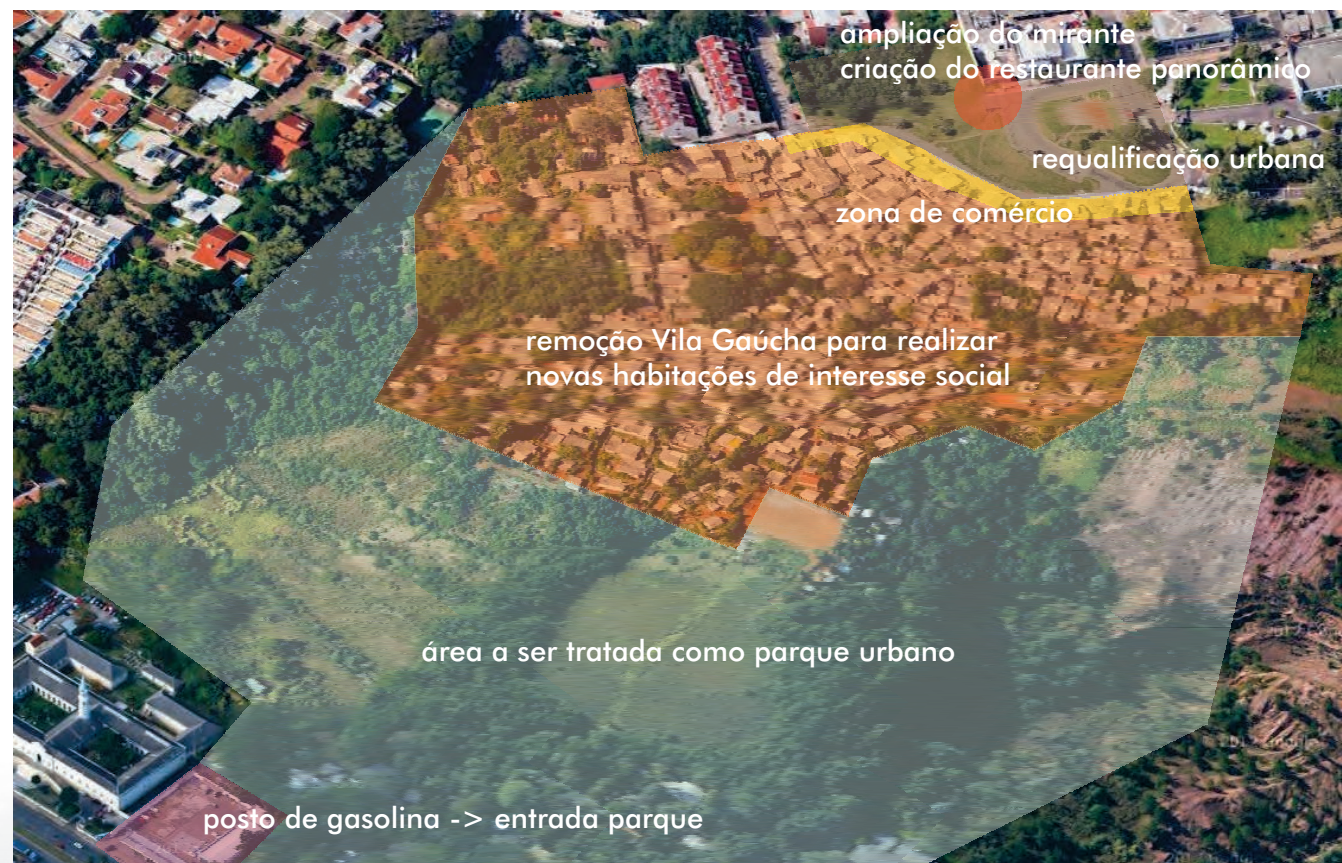 ampliação do mirante
criação do restaurante panorâmico
requalificação urbana
zona de comércio
remoção Vila Gaúcha para realizar
novas habitações de interesse social
área a ser tratada como parque urbano
posto de gasolina -> entrada parque